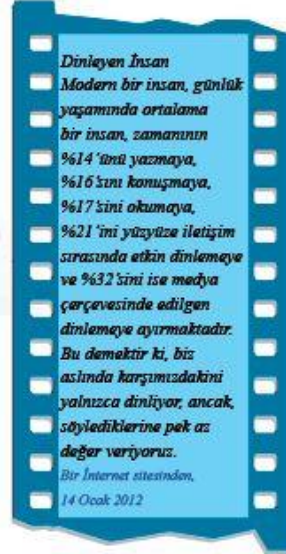 Dinleyen İnsan
Modern bir insan, günlük
yaşamında ortalama
bir insan, zamanının
%14'ünü yazmaya,
%16'sını konuşmaya,
%17'sini okumaya,
%21'ini yüzyüze iletişim
sırasında etkin dinlemeye
ve %32'sini ise medya
çerçevesinde edilgen
dinlemeye ayırmaktadır.
Bu demektir ki, biz
aslında karşımızdakini
yalnızca dinliyor, ancak,
söylediklerine pek az
değer veriyoruz.
Bir İnternet sitesinden,
14 Ocak 2012